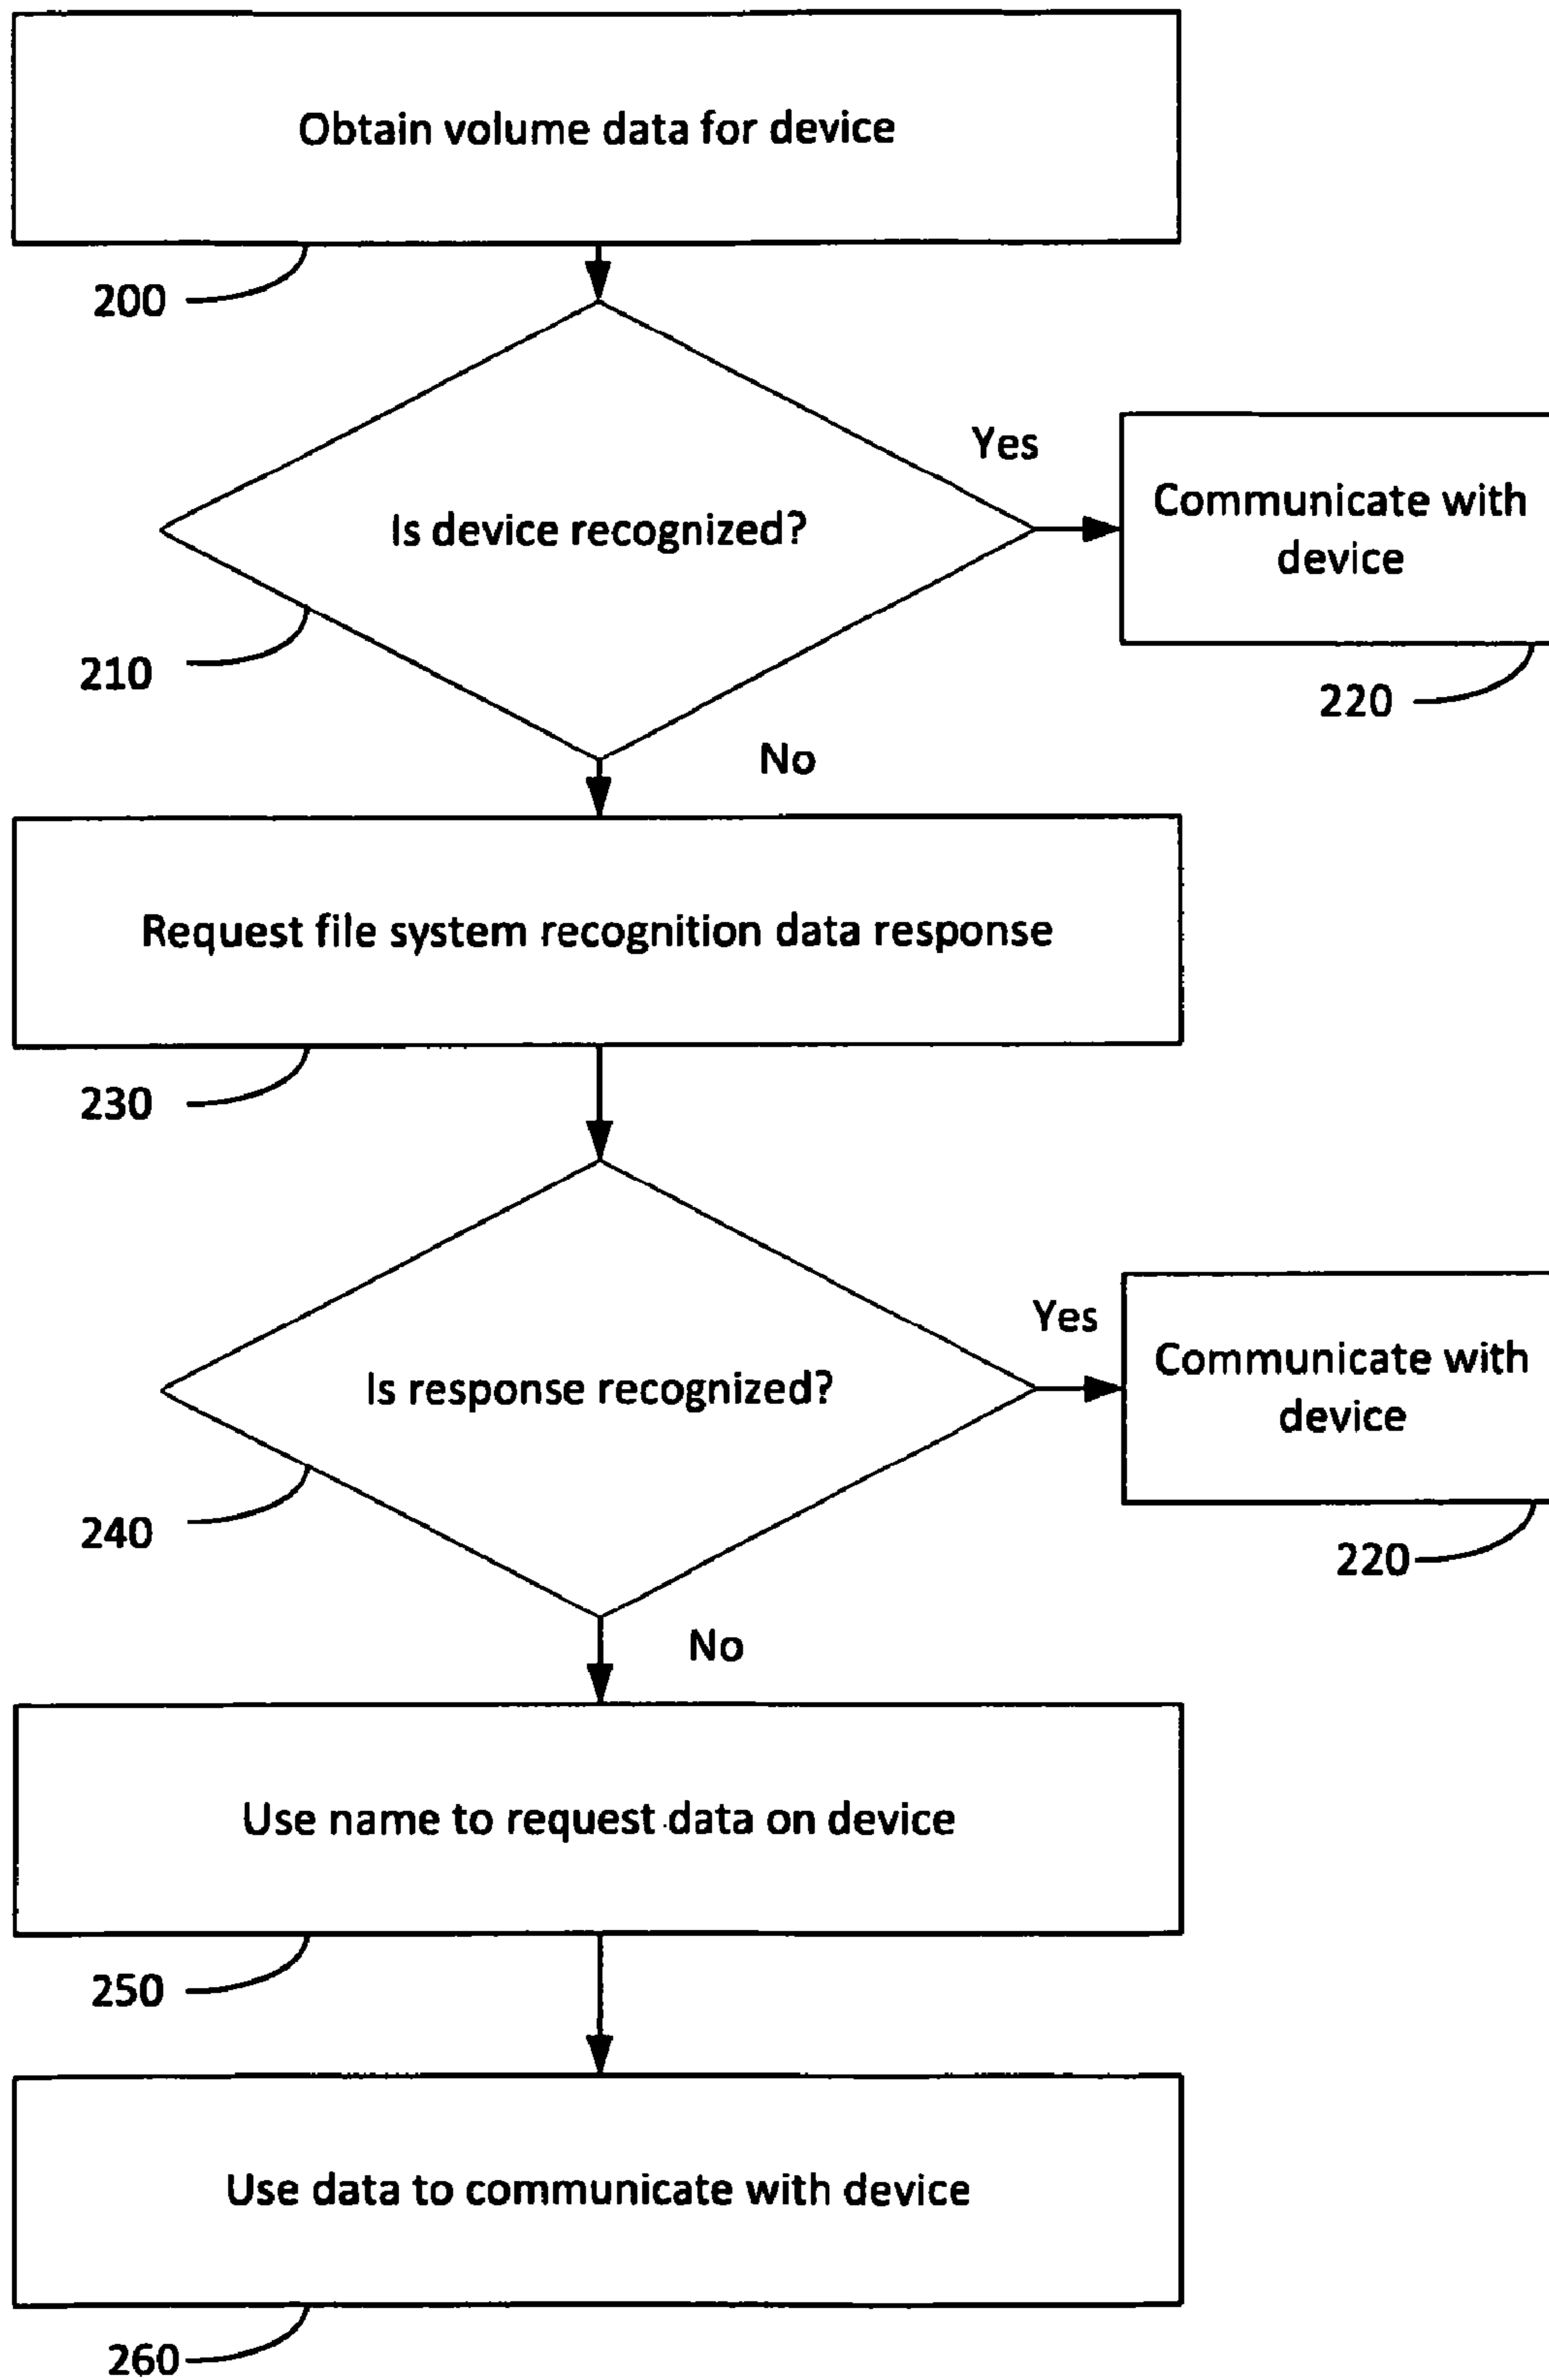 Obtain volume data for device
200
Is device recognized?
Yes
Communicate with
device
210
220
No
Request file system recognition data response
230
Is response recognized?
Yes
Communicate with
device
240
220
No
Use name to request data on device
250
Use data to communicate with device
260